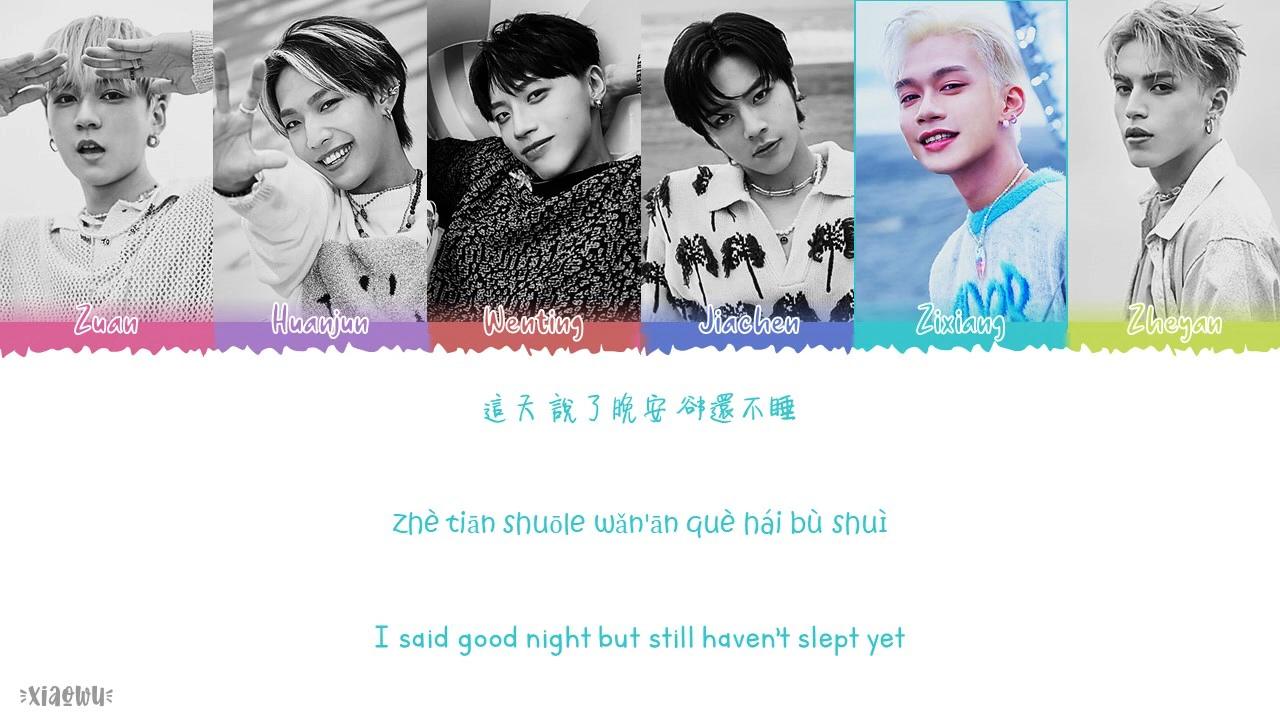 Zuan Huanjun Wenting Jiachen Zixiang Zheyan
這天 說了晚安 卻還不睡
zhè tiān shuōle wǎn'ān què hái bù shuì
I said good night but still haven't slept yet
xiaowu